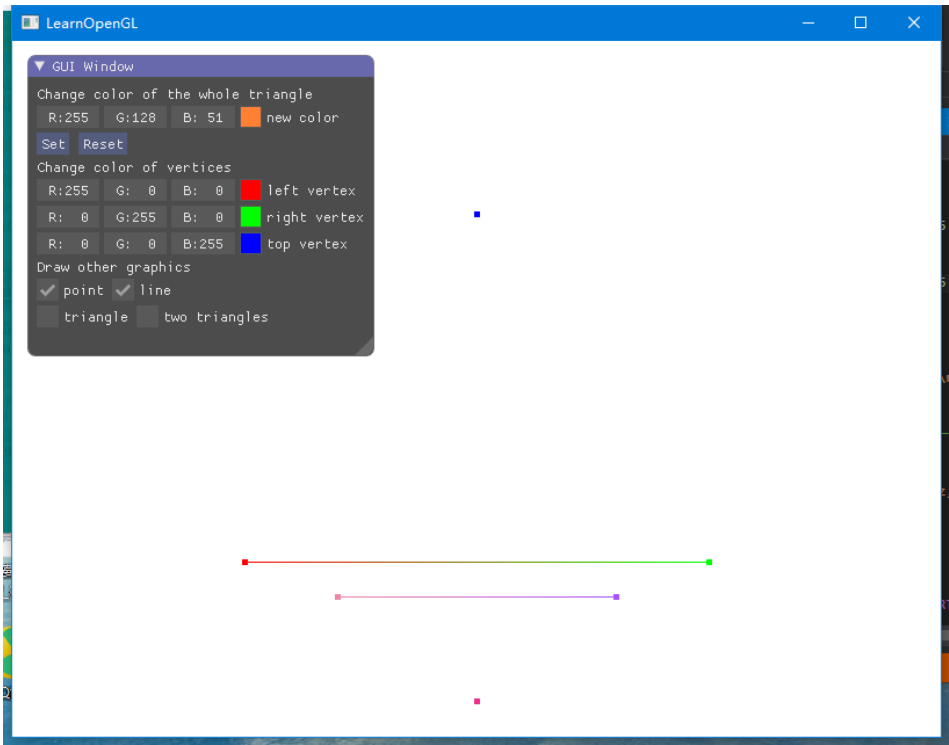 LearnOpenGL
GUI Window
Change color of the whole triangle
R:255 G:128 B: 51 new color
Set Reset
Change color of vertices
R:255 G: 0 B: 0 left vertex
R: 0 G:255 B: 0 right vertex
R: 0 G: 0 B:255 top vertex
Draw other graphics
point line
triangle two triangles